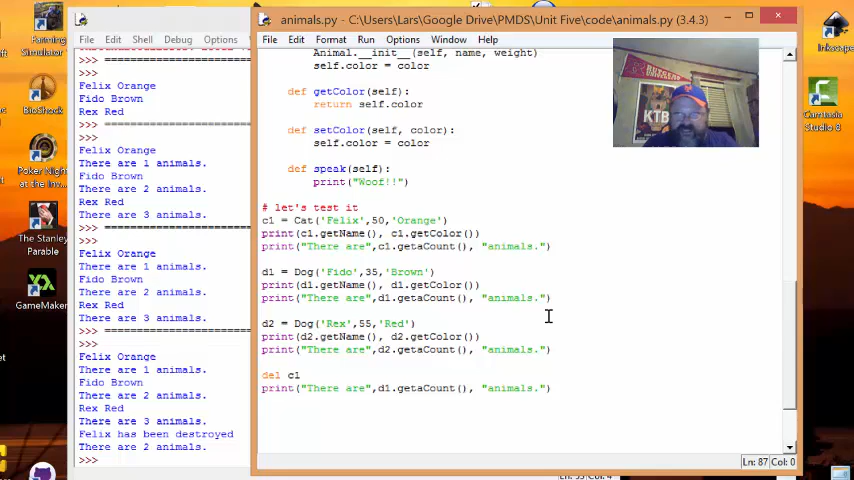 animals.py - C:\Users\Lars\Google Drive\PMDS\Unit Five\code\animals.py (3.4.3)
File Edit Shell Debug Options
File Edit Format Run Options Window Help
Farming
Simulator
BioShock
Poker Night
at the Inv...
The Stanley
Parable
GameMaker
Inkscape
Camtasia
Studio 8
RUTGERS
KTB
>>> ==================
>>>
Felix Orange
Fido Brown
Rex Red
>>> ==================
>>>
Felix Orange
There are 1 animals.
Fido Brown
There are 2 animals.
Rex Red
There are 3 animals.
>>> ==================
>>>
Felix Orange
There are 1 animals.
Fido Brown
There are 2 animals.
Rex Red
There are 3 animals.
>>> ==================
>>>
Felix Orange
There are 1 animals.
Fido Brown
There are 2 animals.
Rex Red
There are 3 animals.
Felix has been destroyed
There are 2 animals.
>>>
Animal.__init__(self, name, weight)
self.color = color
def getColor(self):
return self.color
def setColor(self, color):
self.color = color
def speak(self):
print("Woof!!")
# let's test it
c1 = Cat('Felix',50,'Orange')
print(c1.getName(), c1.getColor())
print("There are",c1.getaCount(), "animals.")
d1 = Dog('Fido',35,'Brown')
print(d1.getName(), d1.getColor())
print("There are",d1.getaCount(), "animals.")
d2 = Dog('Rex',55,'Red')
print(d2.getName(), d2.getColor())
print("There are",d2.getaCount(), "animals.")
del c1
print("There are",d1.getaCount(), "animals.")
Ln: 87 Col: 0